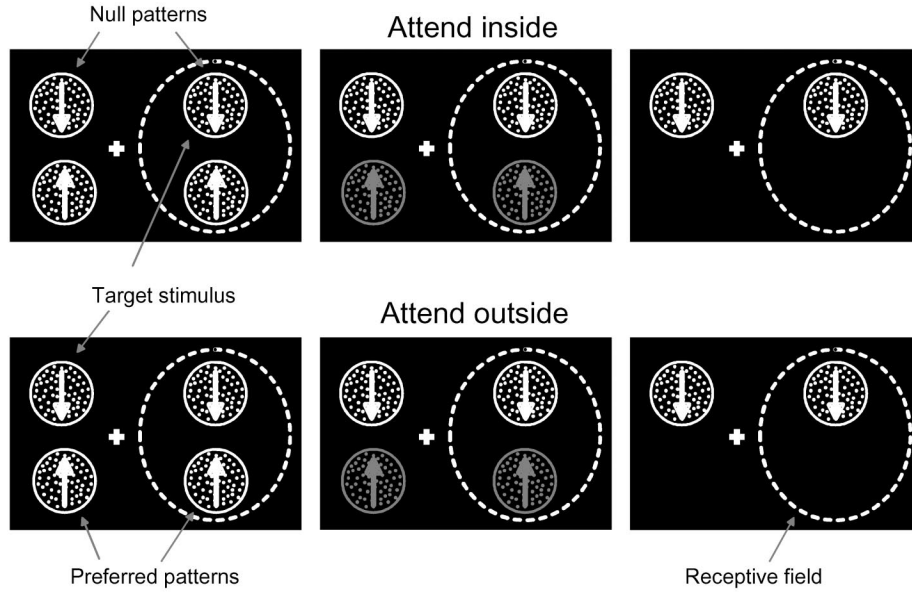 Null patterns
Attend inside
Target stimulus
Attend outside
Preferred patterns
Receptive field